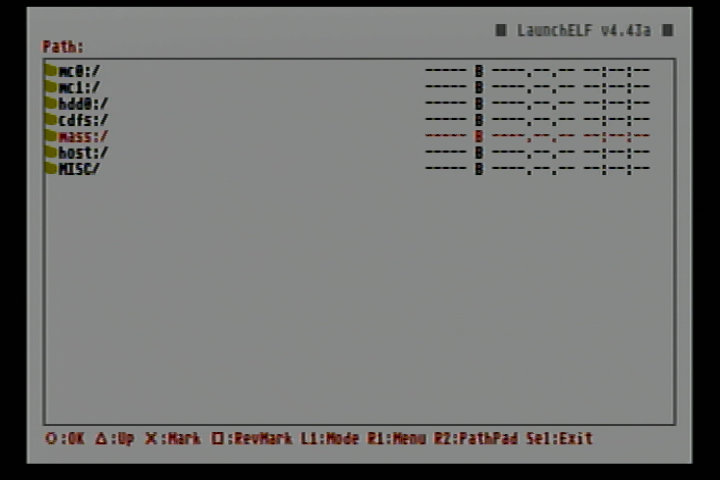 ■ LaunchELF v4.43a ■
Path:
mc0:/ ----- B ----.--.-- --:--:--
mc1:/ ----- B ----.--.-- --:--:--
hdd0:/ ----- B ----.--.-- --:--:--
cdfs:/ ----- B ----.--.-- --:--:--
mass:/ ----- B ----.--.-- --:--:--
host:/ ----- B ----.--.-- --:--:--
MISC/ ----- B ----.--.-- --:--:--
○:OK △:Up ×:Mark □:RevMark L1:Mode R1:Menu R2:PathPad Sel:Exit